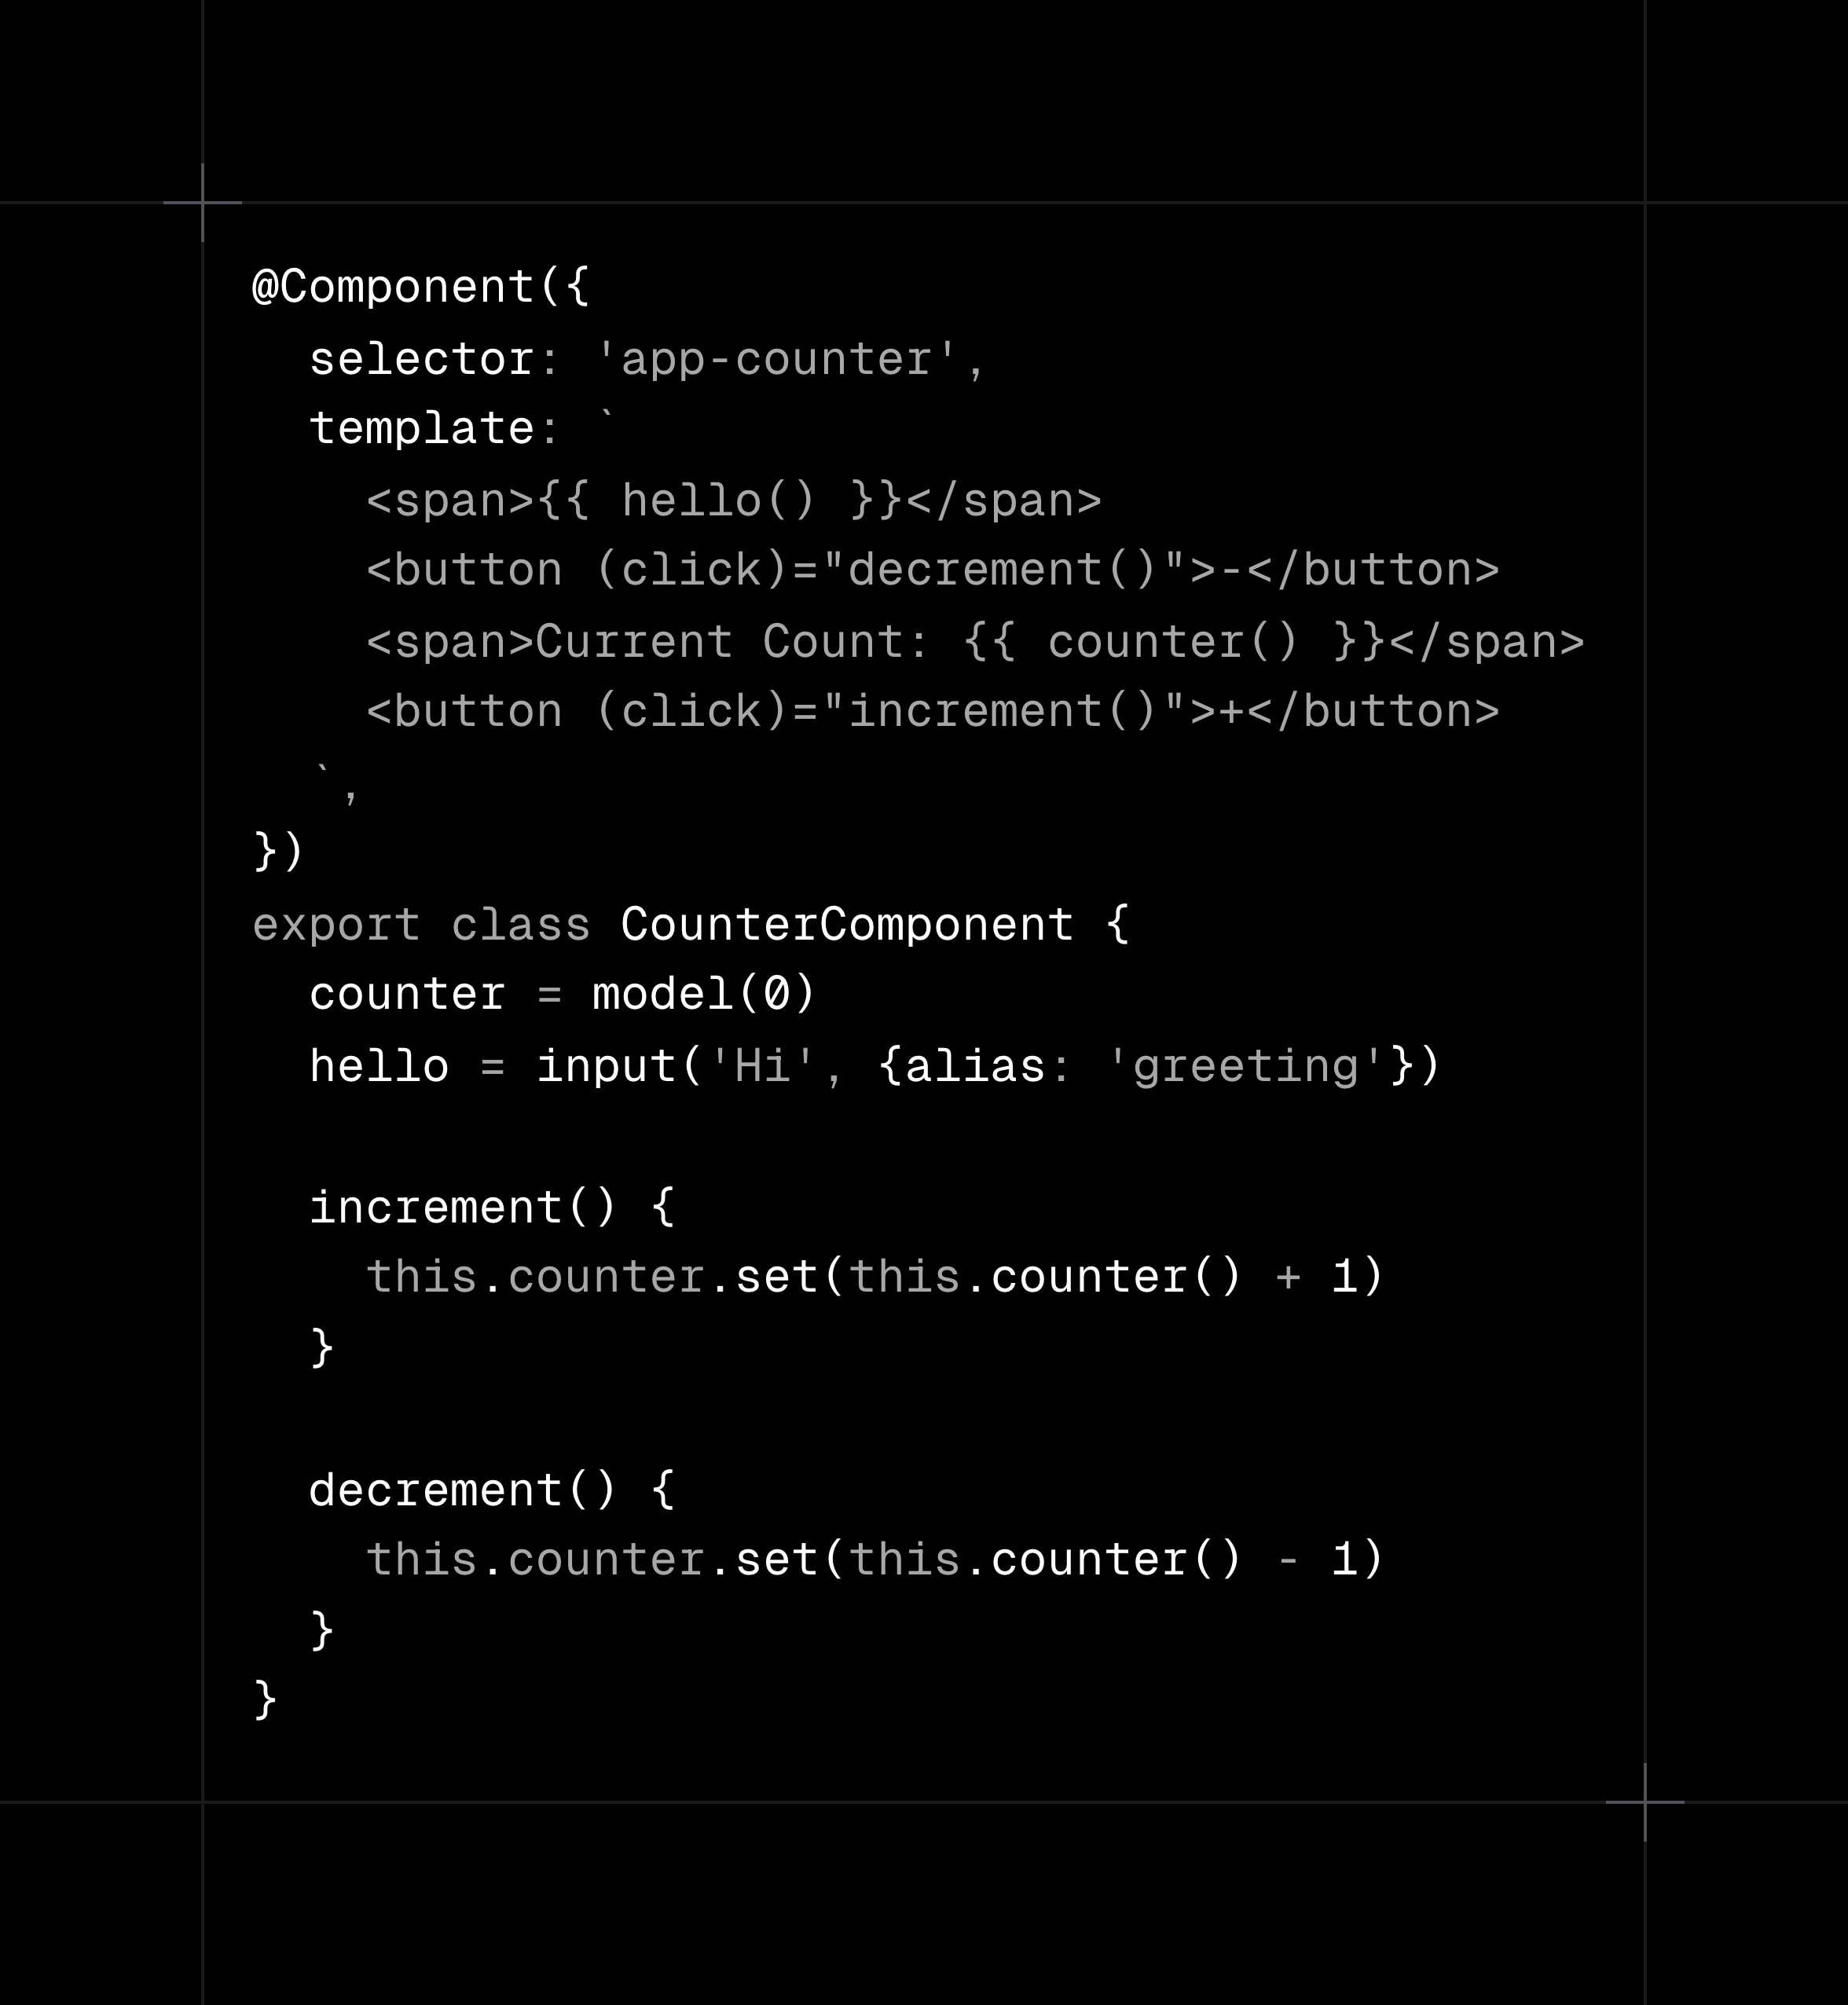 @Component({
  selector: 'app-counter',
  template: `
    <span>{{ hello() }}</span>
    <button (click)="decrement()">-</button>
    <span>Current Count: {{ counter() }}</span>
    <button (click)="increment()">+</button>
  `,
})
export class CounterComponent {
  counter = model(0)
  hello = input('Hi', {alias: 'greeting'})

  increment() {
    this.counter.set(this.counter() + 1)
  }

  decrement() {
    this.counter.set(this.counter() - 1)
  }
}